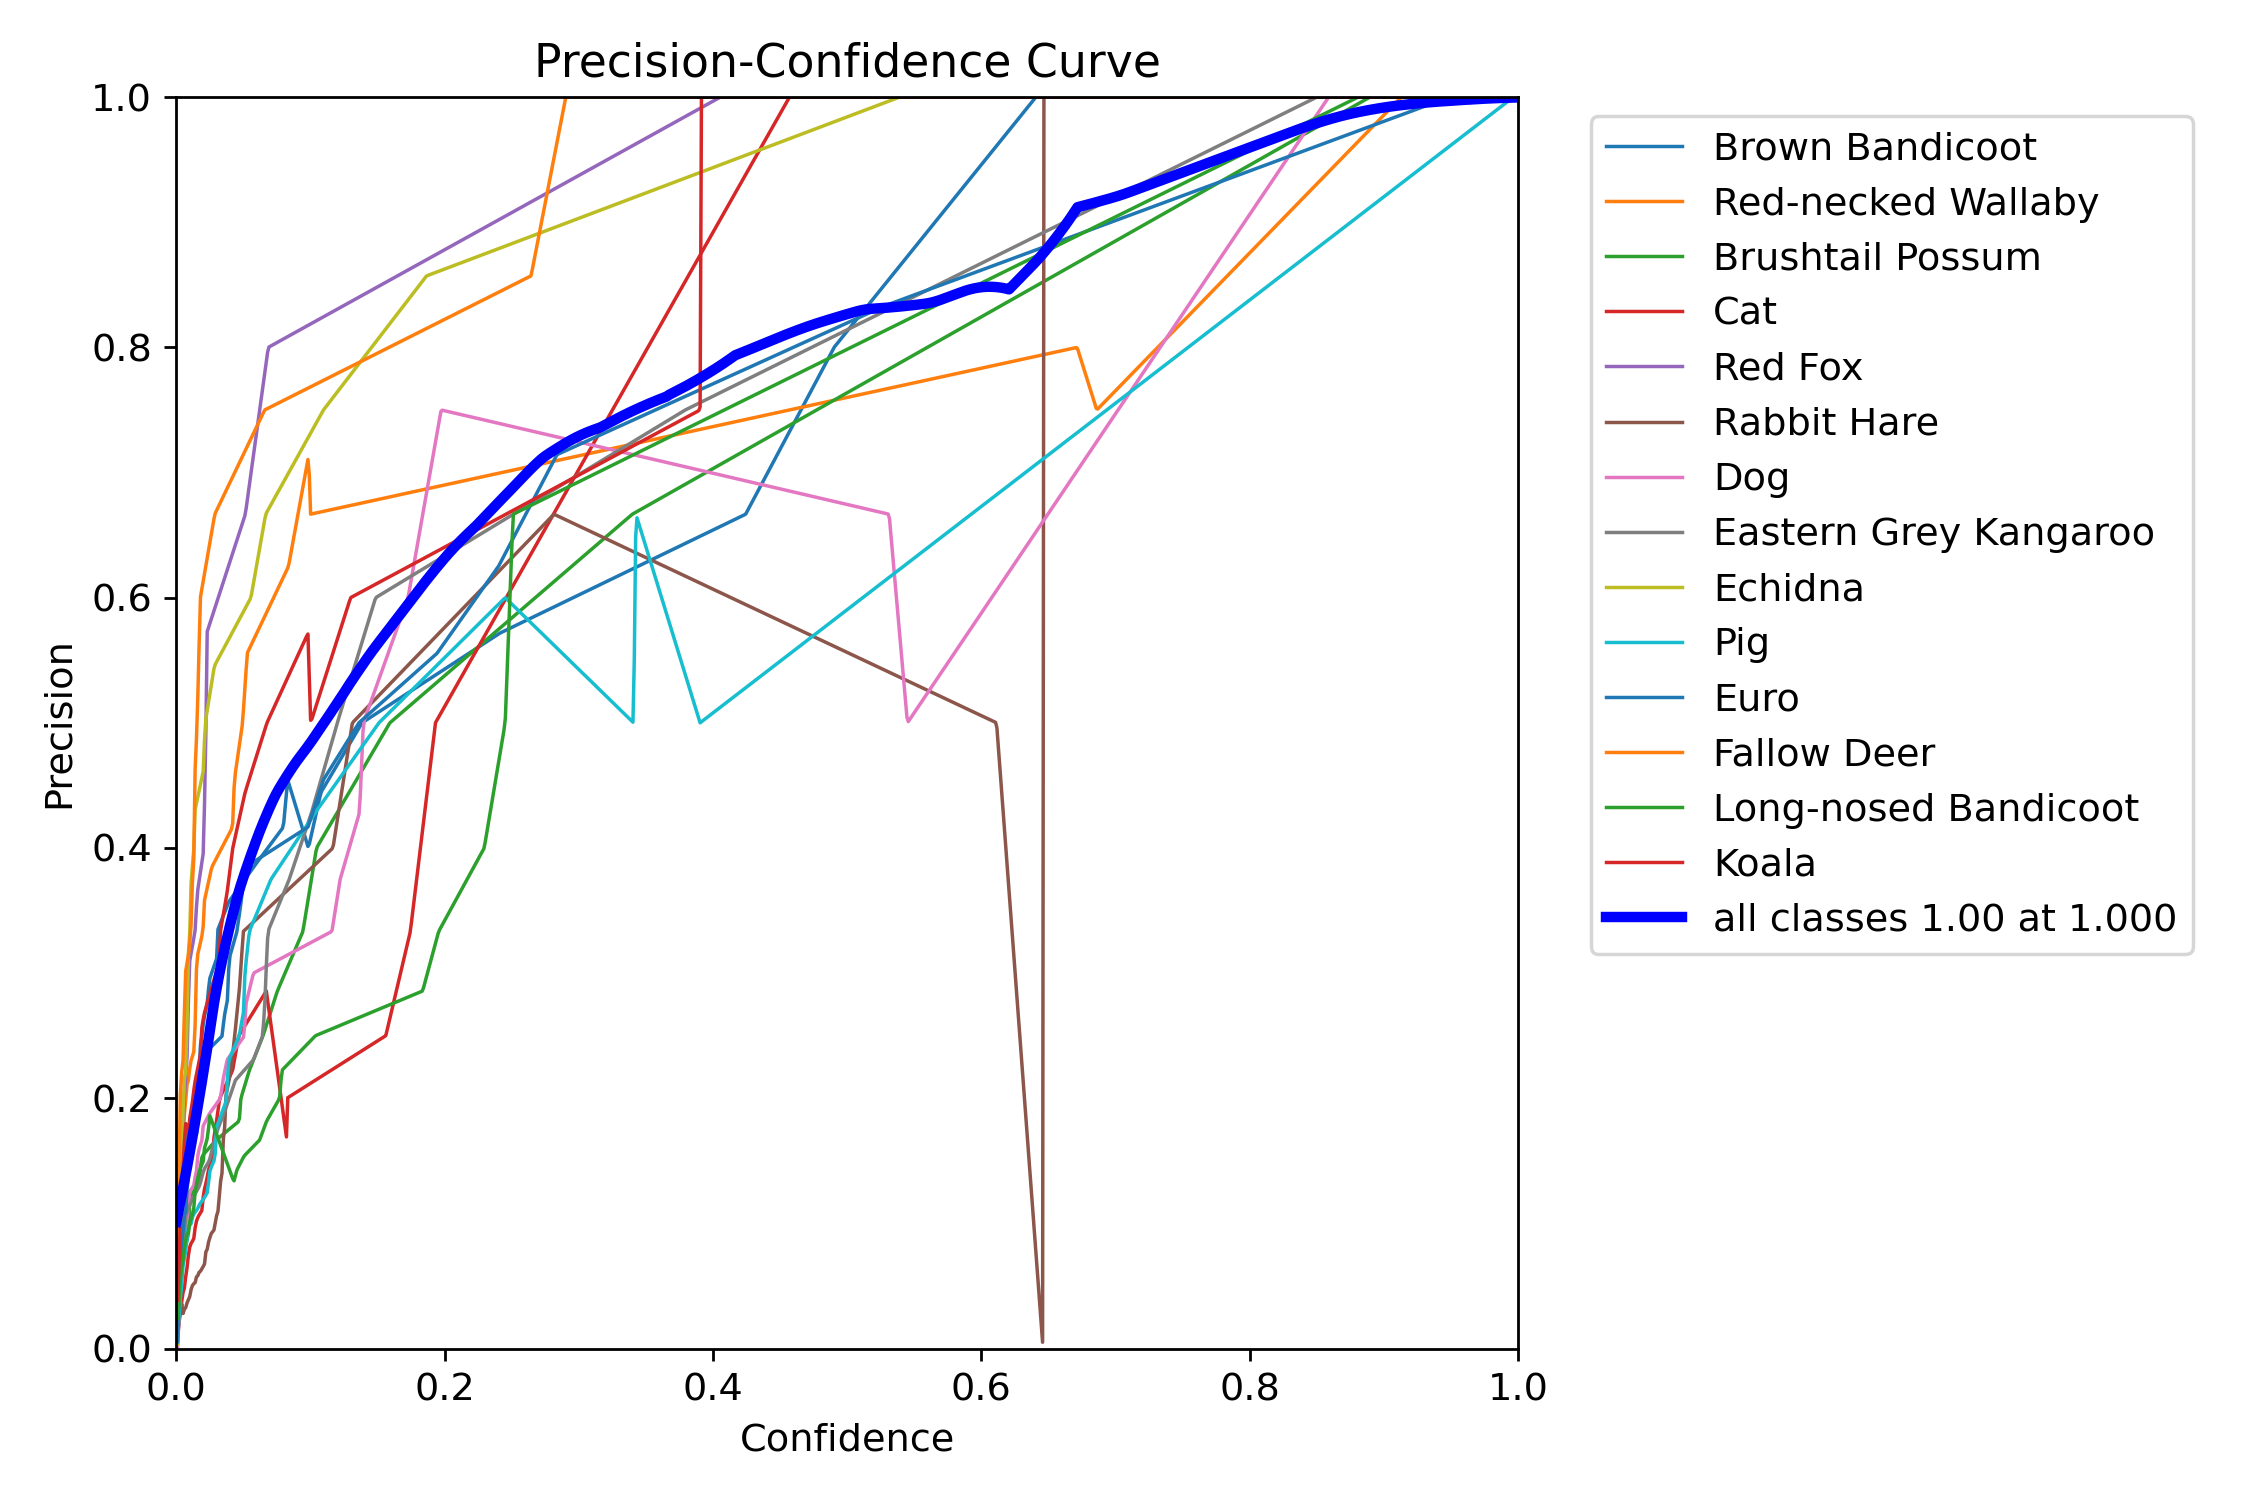 Precision-Confidence Curve
1.0
0.8
0.6
0.4
0.2
0.0
Precision
0.0 0.2 0.4 0.6 0.8 1.0
Confidence
Brown Bandicoot
Red-necked Wallaby
Brushtail Possum
Cat
Red Fox
Rabbit Hare
Dog
Eastern Grey Kangaroo
Echidna
Pig
Euro
Fallow Deer
Long-nosed Bandicoot
Koala
all classes 1.00 at 1.000